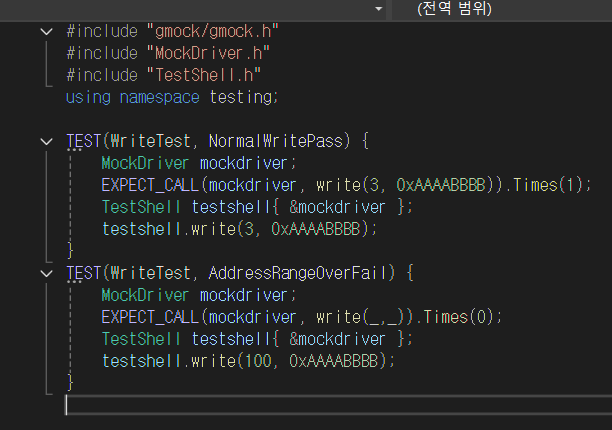 (전역 범위)
#include "gmock/gmock.h"
#include "MockDriver.h"
#include "TestShell.h"
using namespace testing;
TEST(WriteTest, NormalWritePass) {
    MockDriver mockdriver;
    EXPECT_CALL(mockdriver, write(3, 0xAAAABBBB)).Times(1);
    TestShell testshell{ &mockdriver };
    testshell.write(3, 0xAAAABBBB);
}
TEST(WriteTest, AddressRangeOverFail) {
    MockDriver mockdriver;
    EXPECT_CALL(mockdriver, write(_,_)).Times(0);
    TestShell testshell{ &mockdriver };
    testshell.write(100, 0xAAAABBBB);
}